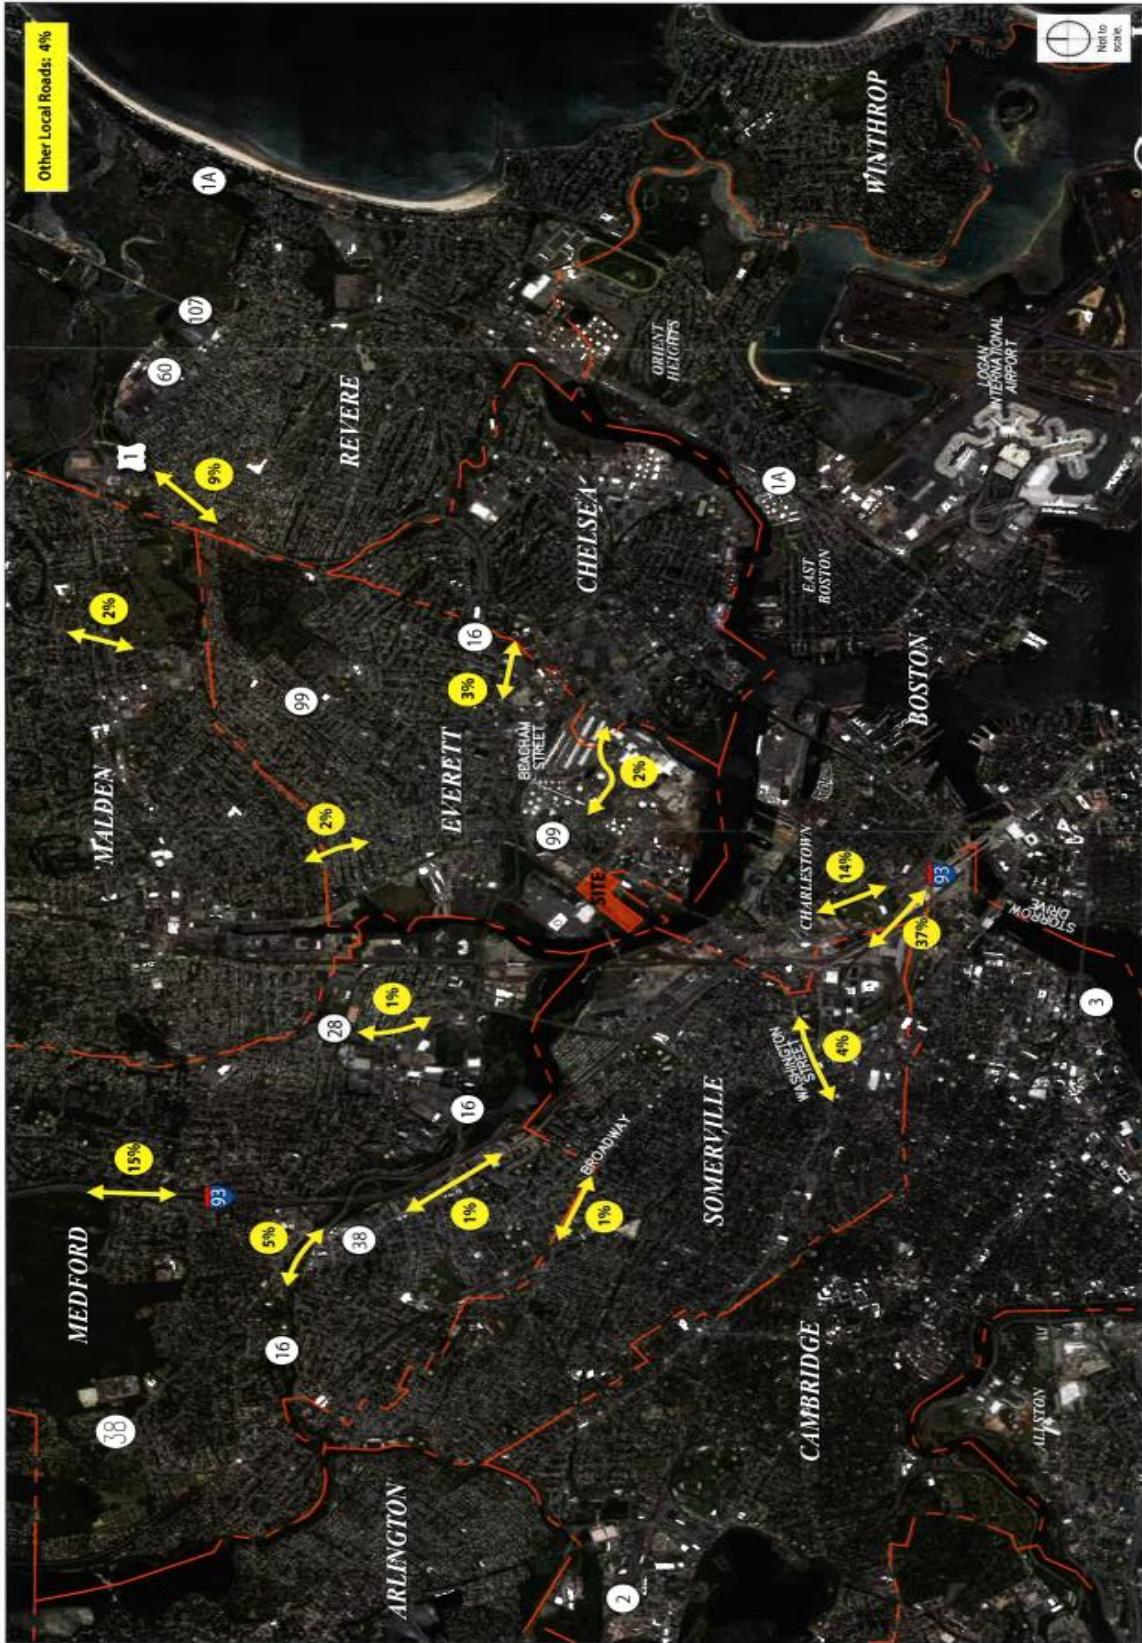 Other Local Roads: 4%
MEDFORD
MALDEN
38
15%
2%
1
60
107
1A
93
9%
16
5%
28
2%
99
REVERE
38
1%
ARLINGTON
EVERETT
16
1%
3%
16
BEACHAM
STREET
99
SITE
CHELSEA
BROADWAY
1%
2%
2
SOMERVILLE
ORIENT
HEIGHTS
WASHINGTON
STREET
CHARLESTOWN
1A
CAMBRIDGE
4%
14%
EAST
BOSTON
WINTHROP
37%
93
BOSTON
LOGAN
INTERNATIONAL
AIRPORT
ALLSTON
STORROW
DRIVE
3
Not to
scale.